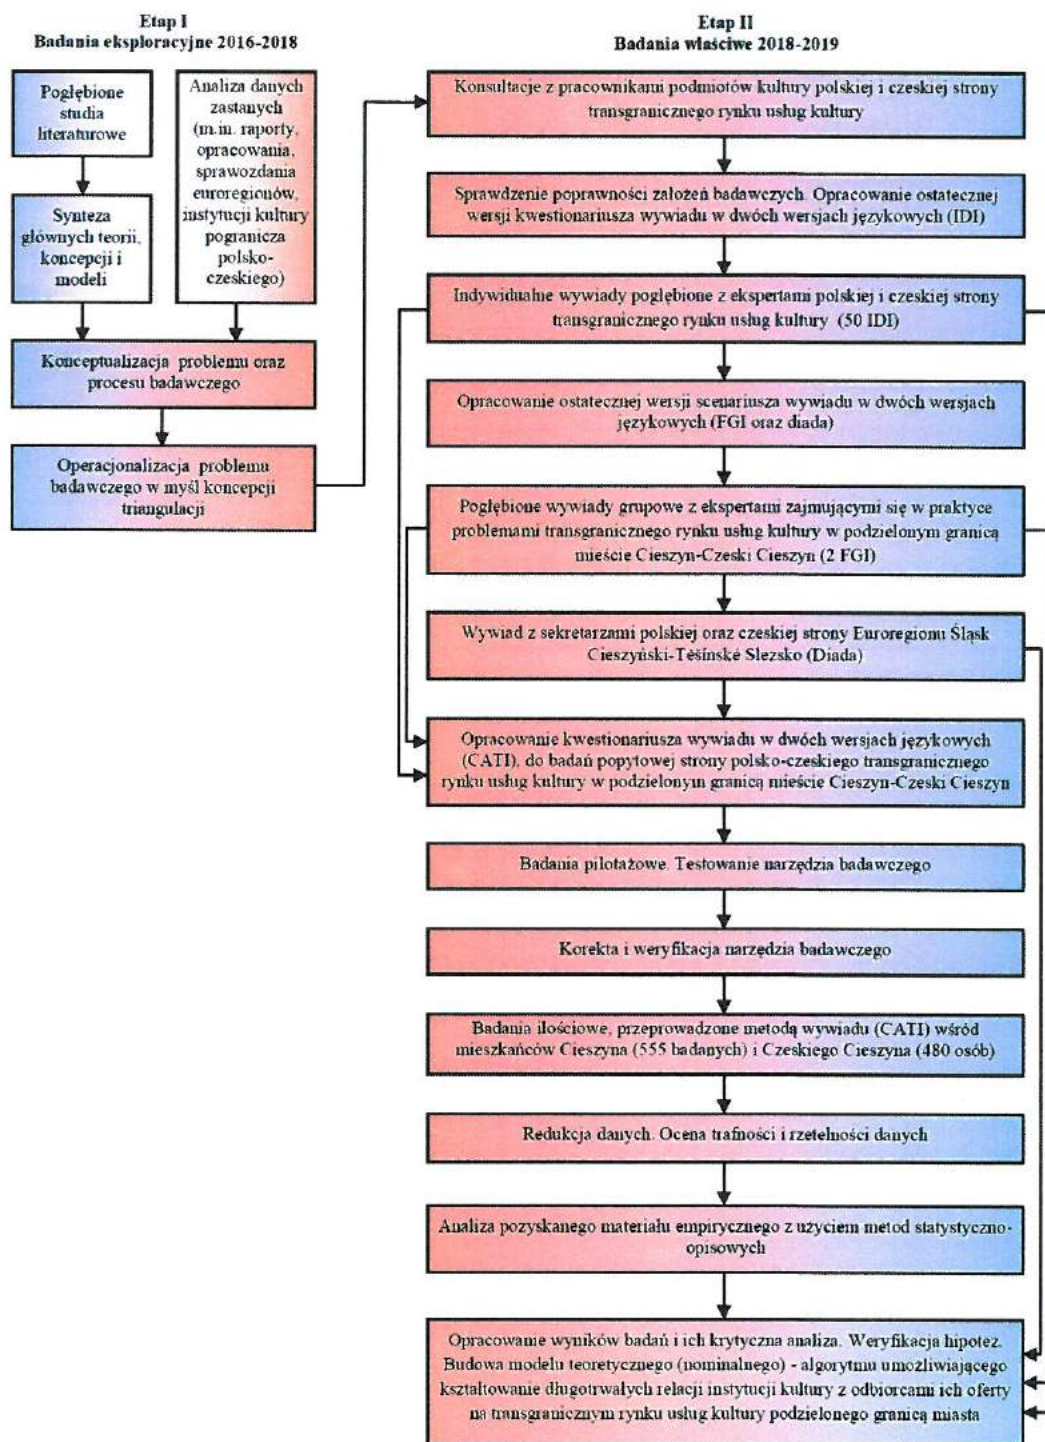 Etap I
Badania eksploracyjne 2016-2018
Pogłębione
studia
literaturowe
Synteza
głównych teorii,
koncepcji i
modeli
Analiza danych
zastanych
(m.in. raporty,
opracowania,
sprawozdania
euroregionów,
instytucji kultury
pogranicza
polsko-
czeskiego)
Konceptualizacja problemu oraz
procesu badawczego
Operacjonalizacja problemu
badawczego w myśl koncepcji
triangulacji
Etap II
Badania właściwe 2018-2019
Konsultacje z pracownikami podmiotów kultury polskiej i czeskiej strony
transgranicznego rynku usług kultury
Sprawdzenie poprawności założeń badawczych. Opracowanie ostatecznej
wersji kwestionariusza wywiadu w dwóch wersjach językowych (IDI)
Indywidualne wywiady pogłębione z ekspertami polskiej i czeskiej strony
transgranicznego rynku usług kultury (50 IDI)
Opracowanie ostatecznej wersji scenariusza wywiadu w dwóch wersjach
językowych (FGI oraz diada)
Pogłębione wywiady grupowe z ekspertami zajmującymi się w praktyce
problemami transgranicznego rynku usług kultury w podzielonym granicą
mieście Cieszyn-Czeski Cieszyn (2 FGI)
Wywiad z sekretarzami polskiej oraz czeskiej strony Euroregionu Śląsk
Cieszyński-Těšínské Slezsko (Diada)
Opracowanie kwestionariusza wywiadu w dwóch wersjach językowych
(CATI), do badań popytowej strony polsko-czeskiego transgranicznego
rynku usług kultury w podzielonym granicą mieście Cieszyn-Czeski Cieszyn
Badania pilotażowe. Testowanie narzędzia badawczego
Korekta i weryfikacja narzędzia badawczego
Badania ilościowe, przeprowadzone metodą wywiadu (CATI) wśród
mieszkańców Cieszyna (555 badanych) i Czeskiego Cieszyna (480 osób)
Redukcja danych. Ocena trafności i rzetelności danych
Analiza pozyskanego materiału empirycznego z użyciem metod statystyczno-
opisowych
Opracowanie wyników badań i ich krytyczna analiza. Weryfikacja hipotez.
Budowa modelu teoretycznego (nominalnego) - algorytmu umożliwiającego
kształtowanie długotrwałych relacji instytucji kultury z odbiorcami ich oferty
na transgranicznym rynku usług kultury podzielonego granicą miasta